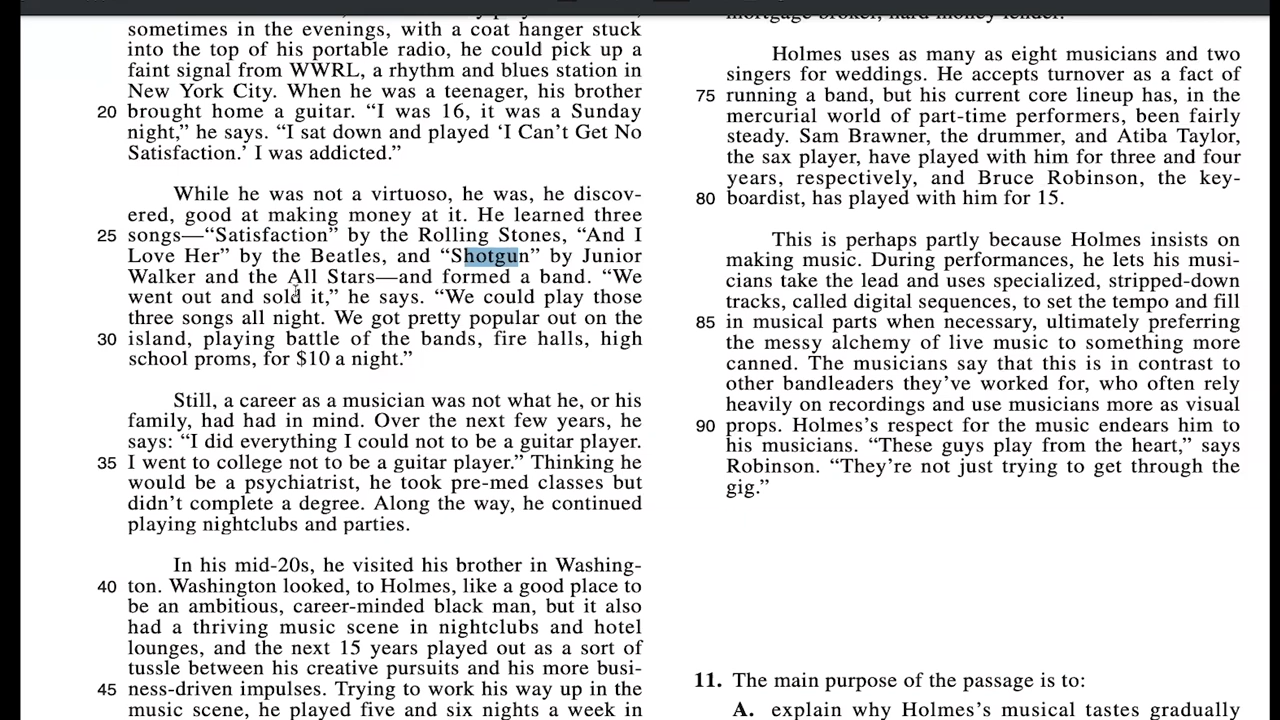 sometimes in the evenings, with a coat hanger stuck
into the top of his portable radio, he could pick up a
faint signal from WWRL, a rhythm and blues station in
New York City. When he was a teenager, his brother
20 brought home a guitar. “I was 16, it was a Sunday
night,” he says. “I sat down and played ‘I Can’t Get No
Satisfaction.’ I was addicted.”
While he was not a virtuoso, he was, he discov-
ered, good at making money at it. He learned three
25 songs—“Satisfaction” by the Rolling Stones, “And I
Love Her” by the Beatles, and “Shotgun” by Junior
Walker and the All Stars—and formed a band. “We
went out and sold it,” he says. “We could play those
three songs all night. We got pretty popular out on the
30 island, playing battle of the bands, fire halls, high
school proms, for $10 a night.”
Still, a career as a musician was not what he, or his
family, had had in mind. Over the next few years, he
says: “I did everything I could not to be a guitar player.
35 I went to college not to be a guitar player.” Thinking he
would be a psychiatrist, he took pre-med classes but
didn’t complete a degree. Along the way, he continued
playing nightclubs and parties.
In his mid-20s, he visited his brother in Washing-
40 ton. Washington looked, to Holmes, like a good place to
be an ambitious, career-minded black man, but it also
had a thriving music scene in nightclubs and hotel
lounges, and the next 15 years played out as a sort of
tussle between his creative pursuits and his more busi-
45 ness-driven impulses. Trying to work his way up in the
music scene, he played five and six nights a week in
mortgage broker, hard money lender.
Holmes uses as many as eight musicians and two
singers for weddings. He accepts turnover as a fact of
75 running a band, but his current core lineup has, in the
mercurial world of part-time performers, been fairly
steady. Sam Brawner, the drummer, and Atiba Taylor,
the sax player, have played with him for three and four
years, respectively, and Bruce Robinson, the key-
80 boardist, has played with him for 15.
This is perhaps partly because Holmes insists on
making music. During performances, he lets his musi-
cians take the lead and uses specialized, stripped-down
tracks, called digital sequences, to set the tempo and fill
85 in musical parts when necessary, ultimately preferring
the messy alchemy of live music to something more
canned. The musicians say that this is in contrast to
other bandleaders they’ve worked for, who often rely
heavily on recordings and use musicians more as visual
90 props. Holmes’s respect for the music endears him to
his musicians. “These guys play from the heart,” says
Robinson. “They’re not just trying to get through the
gig.”
11. The main purpose of the passage is to:
A. explain why Holmes’s musical tastes gradually